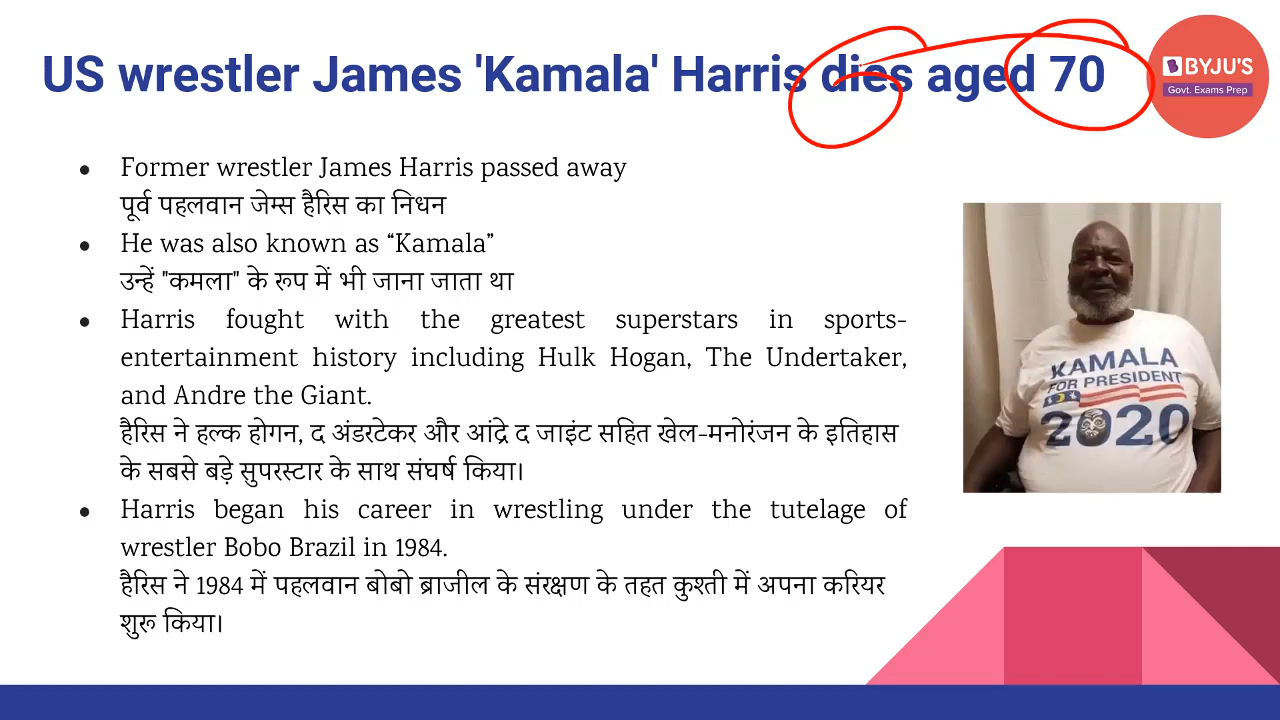 US wrestler James 'Kamala' Harris dies aged 70
BYJU'S
Govt. Exams Prep
Former wrestler James Harris passed away
पूर्व पहलवान जेम्स हैरिस का निधन
He was also known as “Kamala”
उन्हें "कमला" के रूप में भी जाना जाता था
Harris fought with the greatest superstars in sports-
entertainment history including Hulk Hogan, The Undertaker,
and Andre the Giant.
हैरिस ने हल्क होगन, द अंडरटेकर और आंद्रे द जाइंट सहित खेल-मनोरंजन के इतिहास
के सबसे बड़े सुपरस्टार के साथ संघर्ष किया।
Harris began his career in wrestling under the tutelage of
wrestler Bobo Brazil in 1984.
हैरिस ने 1984 में पहलवान बोबो ब्राजील के संरक्षण के तहत कुश्ती में अपना करियर
शुरू किया।
KAMALA
FOR PRESIDENT
2020